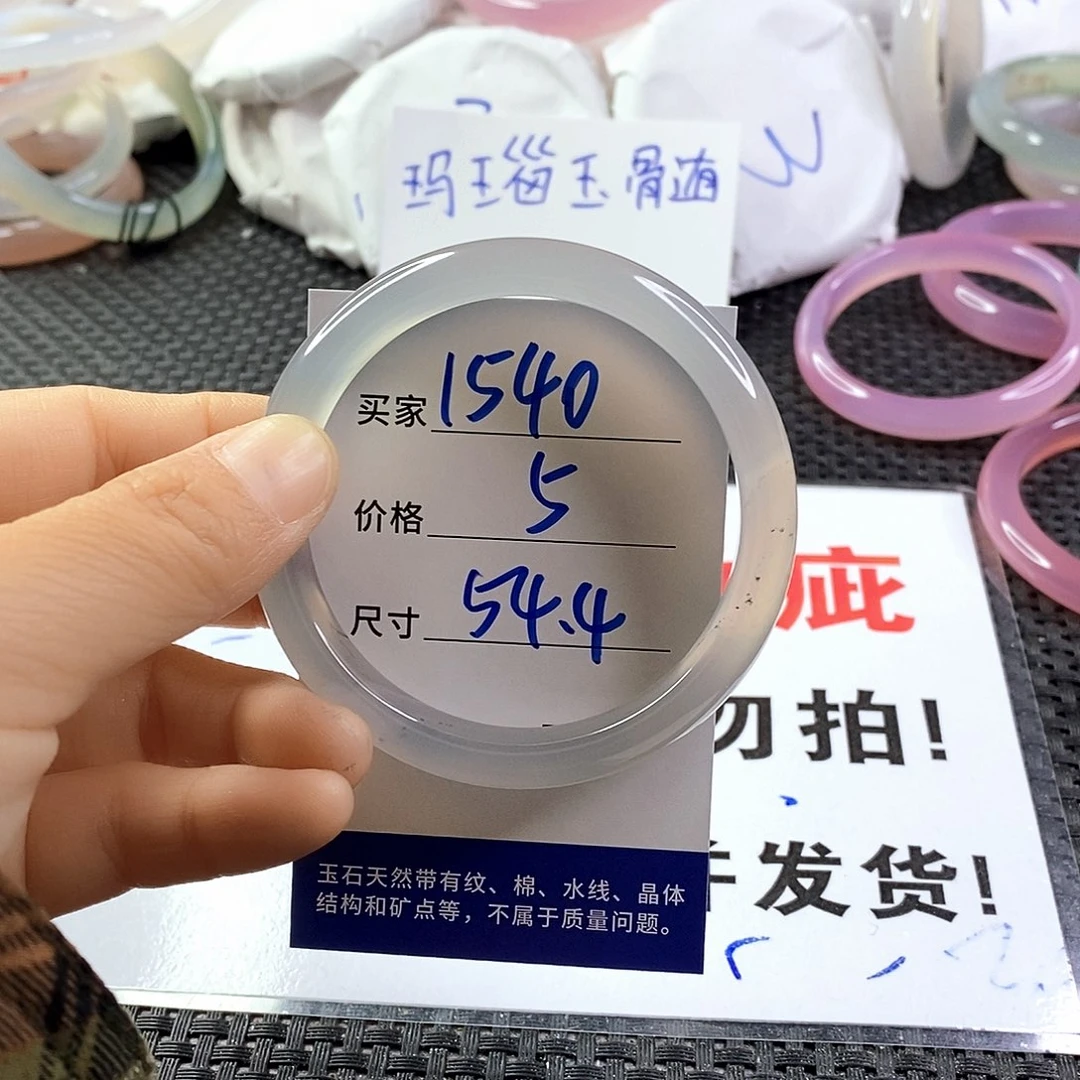 玛瑙玉骨随
买家 1540
价格 5
尺寸 54.4
疵
勿拍!
发货!
玉石天然带有纹、棉、水线、晶体
结构和矿点等，不属于质量问题。